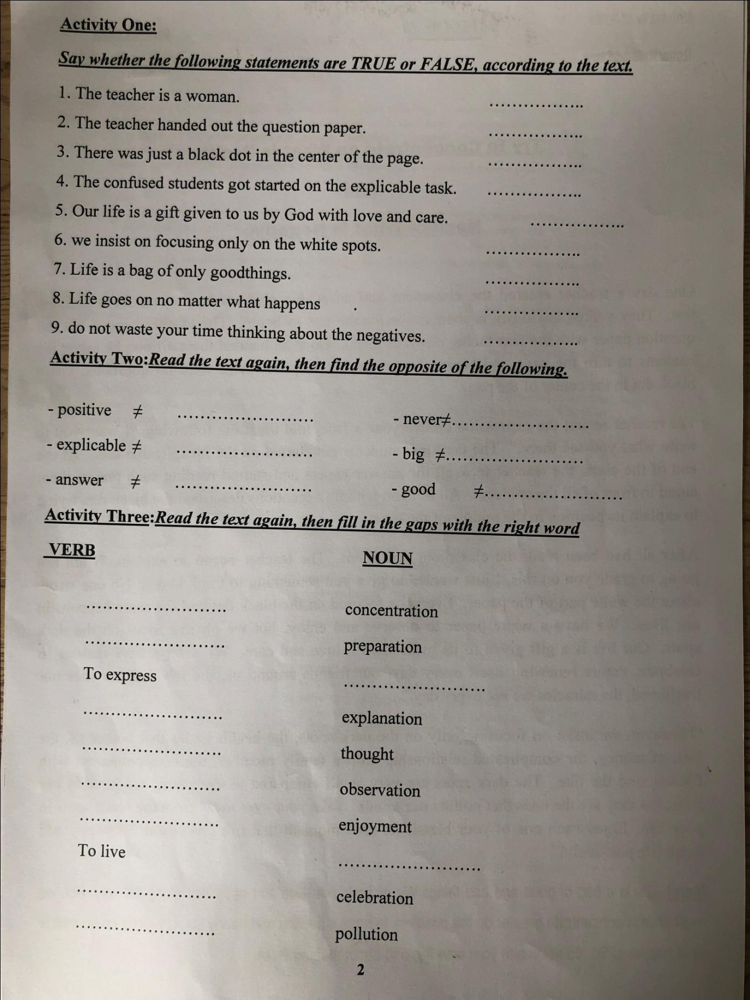 Activity One:
Say whether the following statements are TRUE or FALSE, according to the text.
1. The teacher is a woman. ..................
2. The teacher handed out the question paper. ..................
3. There was just a black dot in the center of the page. ..................
4. The confused students got started on the explicable task. ..................
5. Our life is a gift given to us by God with love and care. ..................
6. we insist on focusing only on the white spots. ..................
7. Life is a bag of only goodthings. ..................
8. Life goes on no matter what happens . ..................
9. do not waste your time thinking about the negatives. ..................
Activity Two:Read the text again, then find the opposite of the following.
- positive ≠ ......................... - never≠.........................
- explicable ≠ ......................... - big ≠.........................
- answer ≠ ......................... - good ≠.........................
Activity Three:Read the text again, then fill in the gaps with the right word
VERB NOUN
......................... concentration
......................... preparation
To express .........................
......................... explanation
......................... thought
......................... observation
......................... enjoyment
To live .........................
......................... celebration
......................... pollution
2